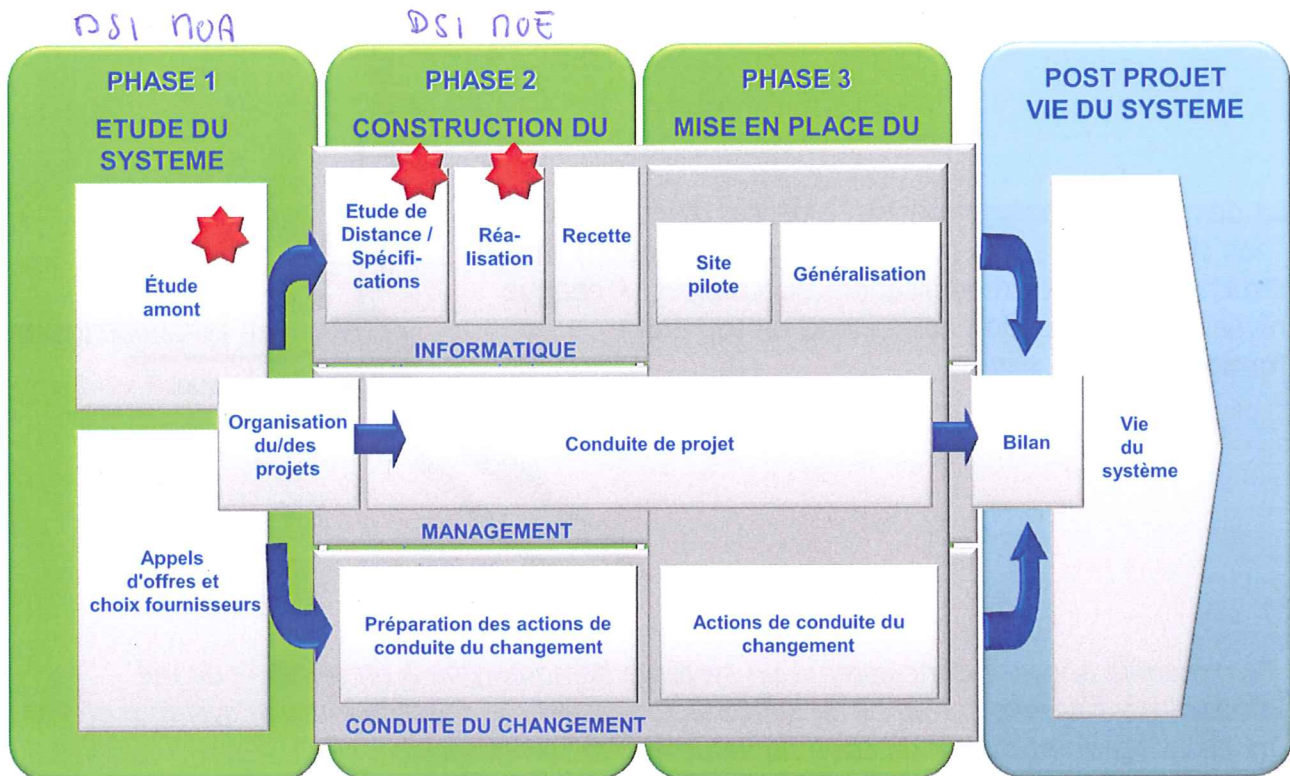 DSI MOA
DSI MOE
PHASE 1
ETUDE DU
SYSTEME
PHASE 2
CONSTRUCTION DU
PHASE 3
MISE EN PLACE DU
POST PROJET
VIE DU SYSTEME
Étude
amont
Etude de
Distance /
Spécifi-
cations
Réa-
lisation
Recette
Site
pilote
Généralisation
INFORMATIQUE
Organisation
du/des
projets
Conduite de projet
Bilan
Vie
du
système
MANAGEMENT
Appels
d'offres et
choix fournisseurs
Préparation des actions de
conduite du changement
Actions de conduite du
changement
CONDUITE DU CHANGEMENT